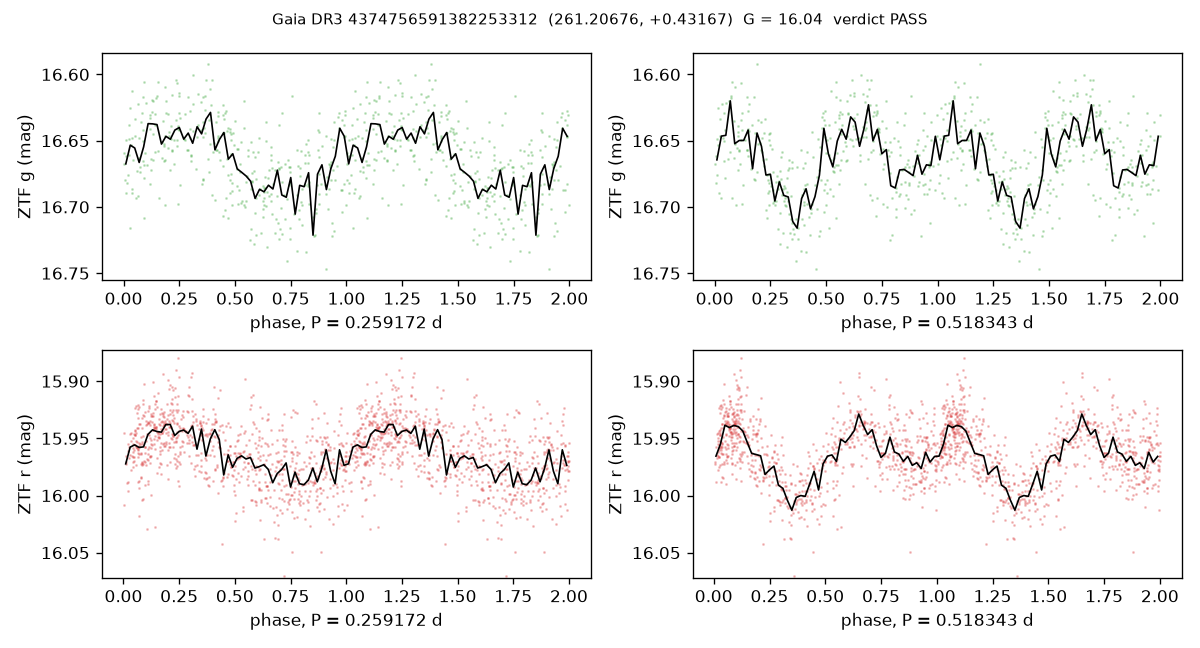 Gaia DR3 4374756591382253312  (261.20676, +0.43167)  G = 16.04  verdict PASS
ZTF g (mag)
16.60
16.65
16.70
16.75
0.00 0.25 0.50 0.75 1.00 1.25 1.50 1.75 2.00
phase, P = 0.259172 d
ZTF g (mag)
16.60
16.65
16.70
16.75
0.00 0.25 0.50 0.75 1.00 1.25 1.50 1.75 2.00
phase, P = 0.518343 d
ZTF r (mag)
15.90
15.95
16.00
16.05
0.00 0.25 0.50 0.75 1.00 1.25 1.50 1.75 2.00
phase, P = 0.259172 d
ZTF r (mag)
15.90
15.95
16.00
16.05
0.00 0.25 0.50 0.75 1.00 1.25 1.50 1.75 2.00
phase, P = 0.518343 d